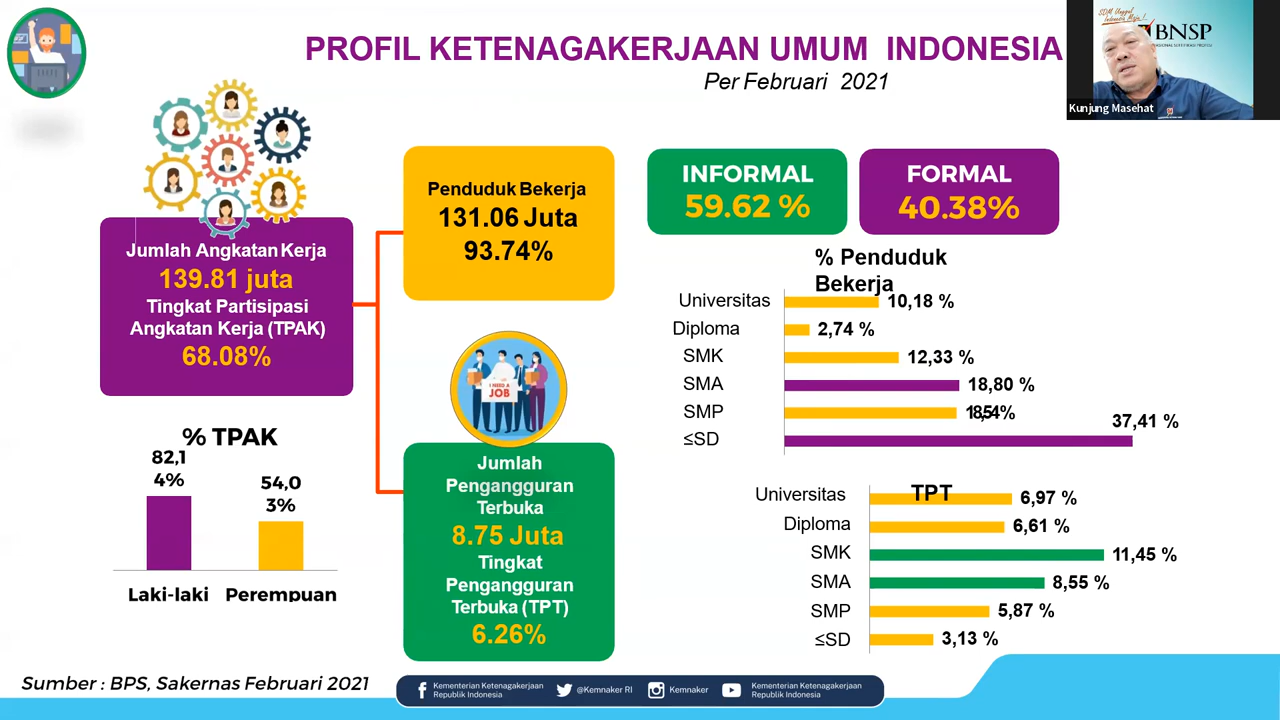 PROFIL KETENAGAKERJAAN UMUM INDONESIA
Per Februari 2021
SDM Unggul
Indonesia Maju!
BNSP
Kunjung Masehat
Jumlah Angkatan Kerja
139.81 juta
Tingkat Partisipasi
Angkatan Kerja (TPAK)
68.08%
Penduduk Bekerja
131.06 Juta
93.74%
INFORMAL
59.62 %
FORMAL
40.38%
% Penduduk
Bekerja
Universitas 10,18 %
Diploma 2,74 %
SMK 12,33 %
SMA 18,80 %
SMP
≤SD 37,41 %
% TPAK
82,1
4%
54,0
3%
Laki-laki Perempuan
I NEED A
JOB
Jumlah
Pengangguran
Terbuka
8.75 Juta
Tingkat
Pengangguran
Terbuka (TPT)
6.26%
TPT
Universitas 6,97 %
Diploma 6,61 %
SMK 11,45 %
SMA 8,55 %
SMP 5,87 %
≤SD 3,13 %
Sumber : BPS, Sakernas Februari 2021
Kementerian Ketenagakerjaan
Republik Indonesia
@Kemnaker RI
Kemnaker
Kementerian Ketenagakerjaan
Republik Indonesia